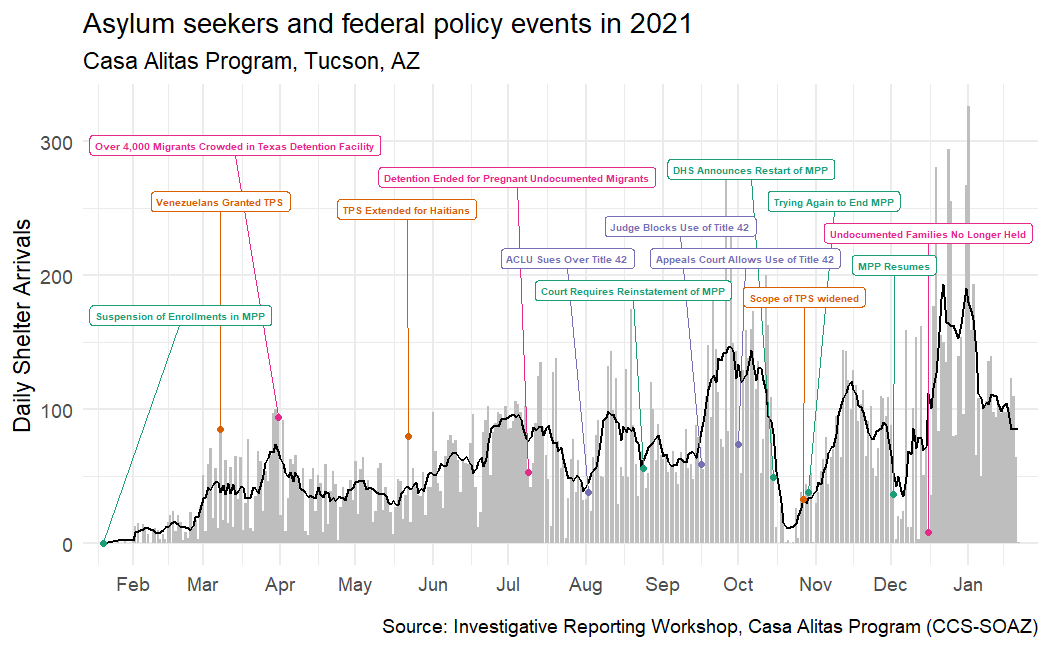 Asylum seekers and federal policy events in 2021
Casa Alitas Program, Tucson, AZ
Daily Shelter Arrivals
300
200
100
0
Over 4,000 Migrants Crowded in Texas Detention Facility
Detention Ended for Pregnant Undocumented Migrants
DHS Announces Restart of MPP
Venezuelans Granted TPS
TPS Extended for Haitians
Trying Again to End MPP
Judge Blocks Use of Title 42
Undocumented Families No Longer Held
ACLU Sues Over Title 42
Appeals Court Allows Use of Title 42
MPP Resumes
Court Requires Reinstatement of MPP
Scope of TPS widened
Suspension of Enrollments in MPP
Feb Mar Apr May Jun Jul Aug Sep Oct Nov Dec Jan
Source: Investigative Reporting Workshop, Casa Alitas Program (CCS-SOAZ)